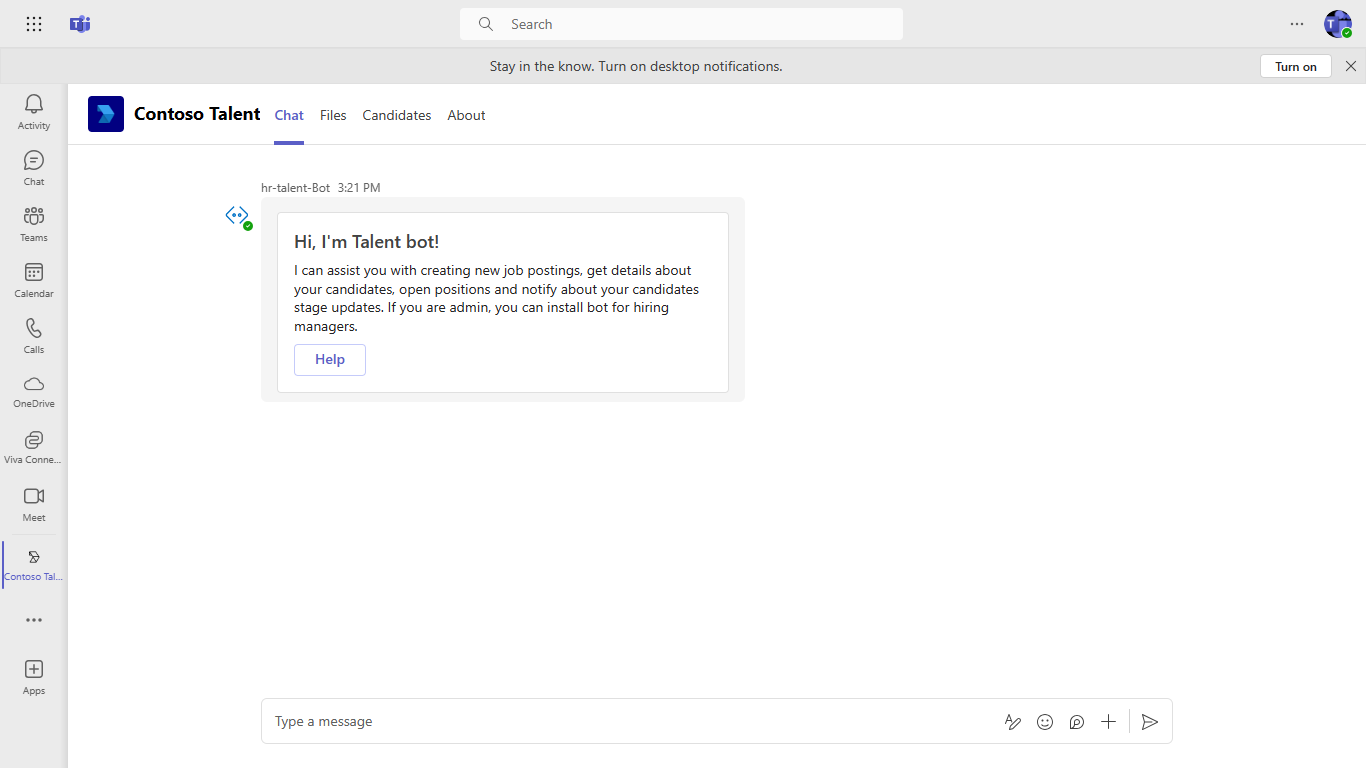 Search
Stay in the know. Turn on desktop notifications.
Turn on
Activity
Chat
Teams
Calendar
Calls
OneDrive
Viva Conne...
Meet
Contoso Tal...
Apps
Contoso Talent
Chat
Files
Candidates
About
hr-talent-Bot 3:21 PM
Hi, I'm Talent bot!
I can assist you with creating new job postings, get details about
your candidates, open positions and notify about your candidates
stage updates. If you are admin, you can install bot for hiring
managers.
Help
Type a message